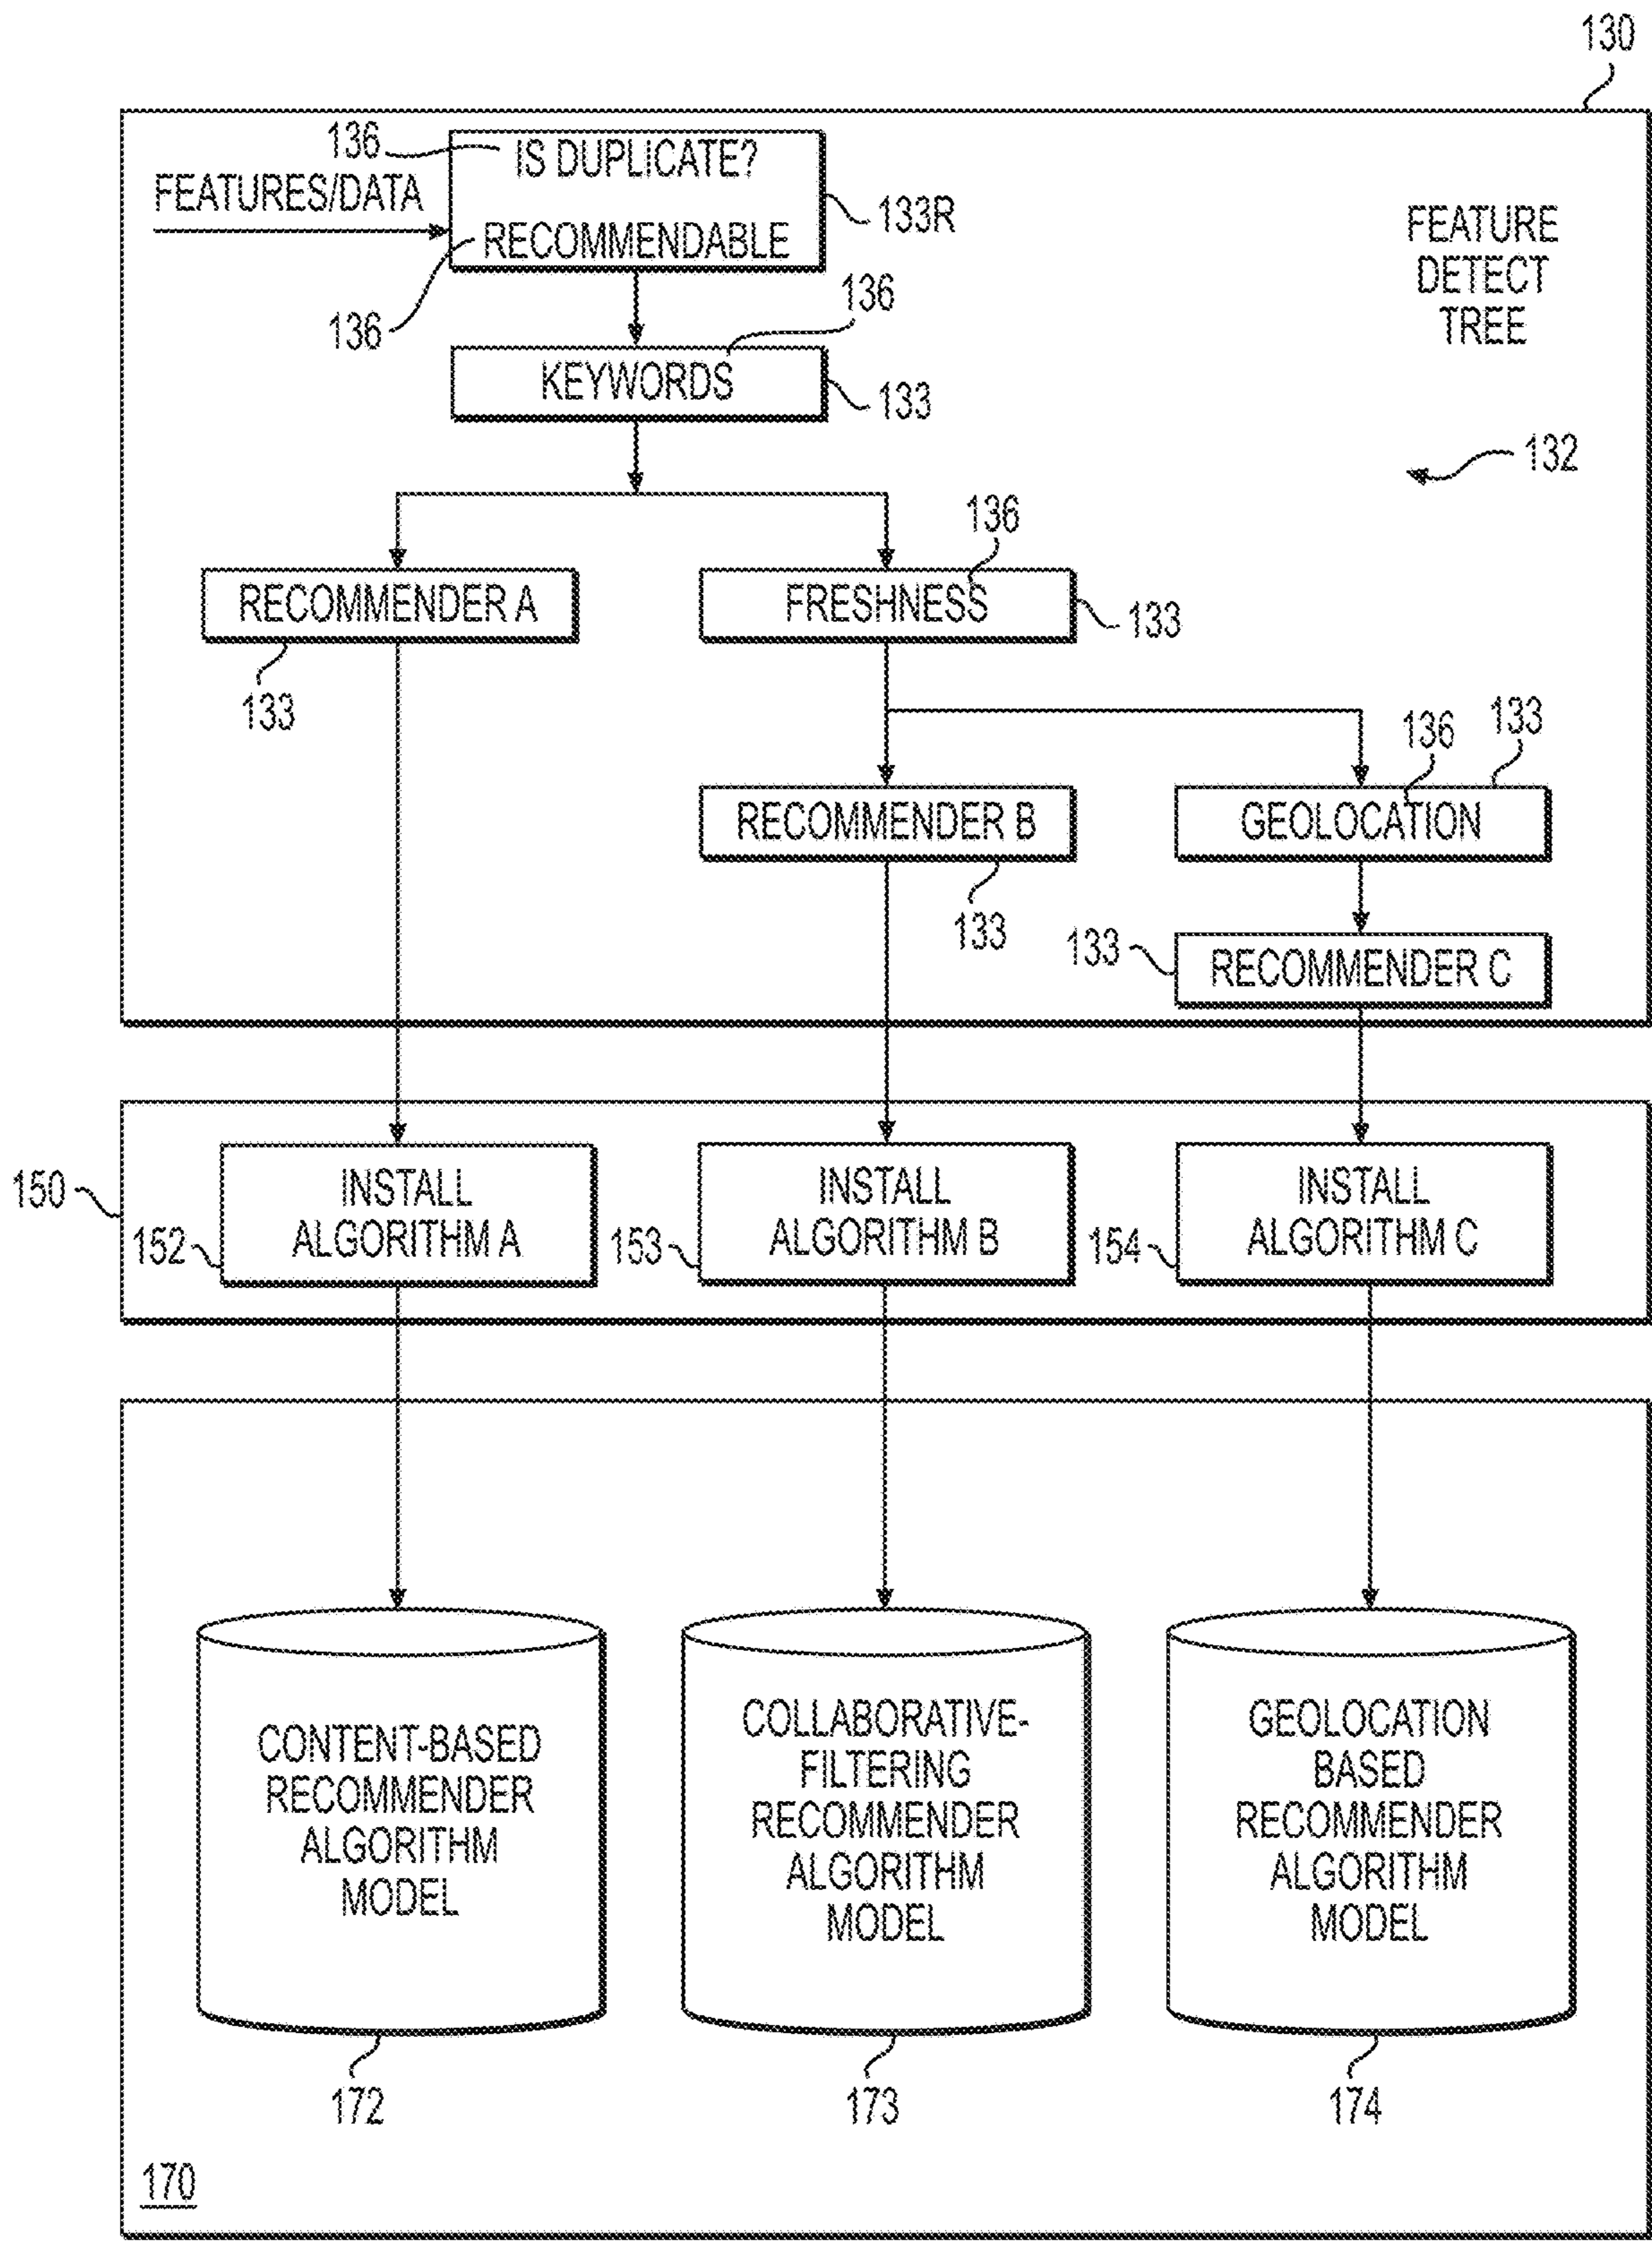 130
136
IS DUPLICATE?
FEATURES/DATA
133R
RECOMMENDABLE
136
FEATURE
DETECT
TREE
136
KEYWORDS
133
132
136
RECOMMENDER A
FRESHNESS
133
133
136
133
RECOMMENDER B
GEOLOCATION
133
133
RECOMMENDER C
150
INSTALL
ALGORITHM A
152
INSTALL
ALGORITHM B
153
INSTALL
ALGORITHM C
154
CONTENT-BASED
RECOMMENDER
ALGORITHM
MODEL
COLLABORATIVE-
FILTERING
RECOMMENDER
ALGORITHM
MODEL
GEOLOCATION
BASED
RECOMMENDER
ALGORITHM
MODEL
172
173
174
170